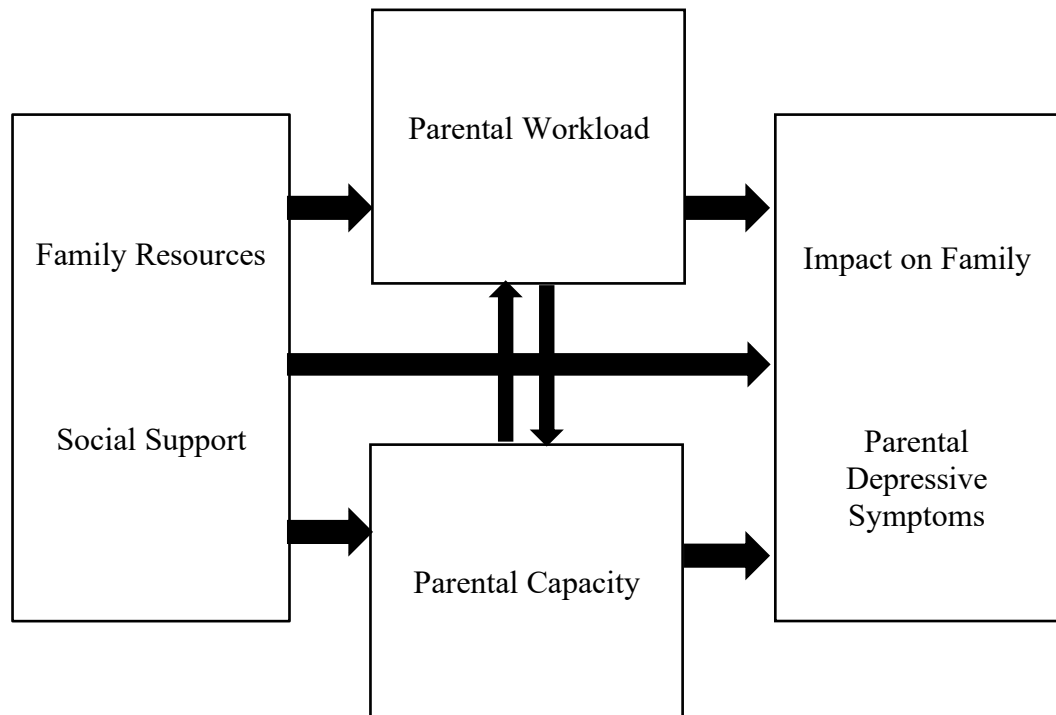 Family Resources
Social Support
Parental Workload
Parental Capacity
Impact on Family
Parental
Depressive
Symptoms